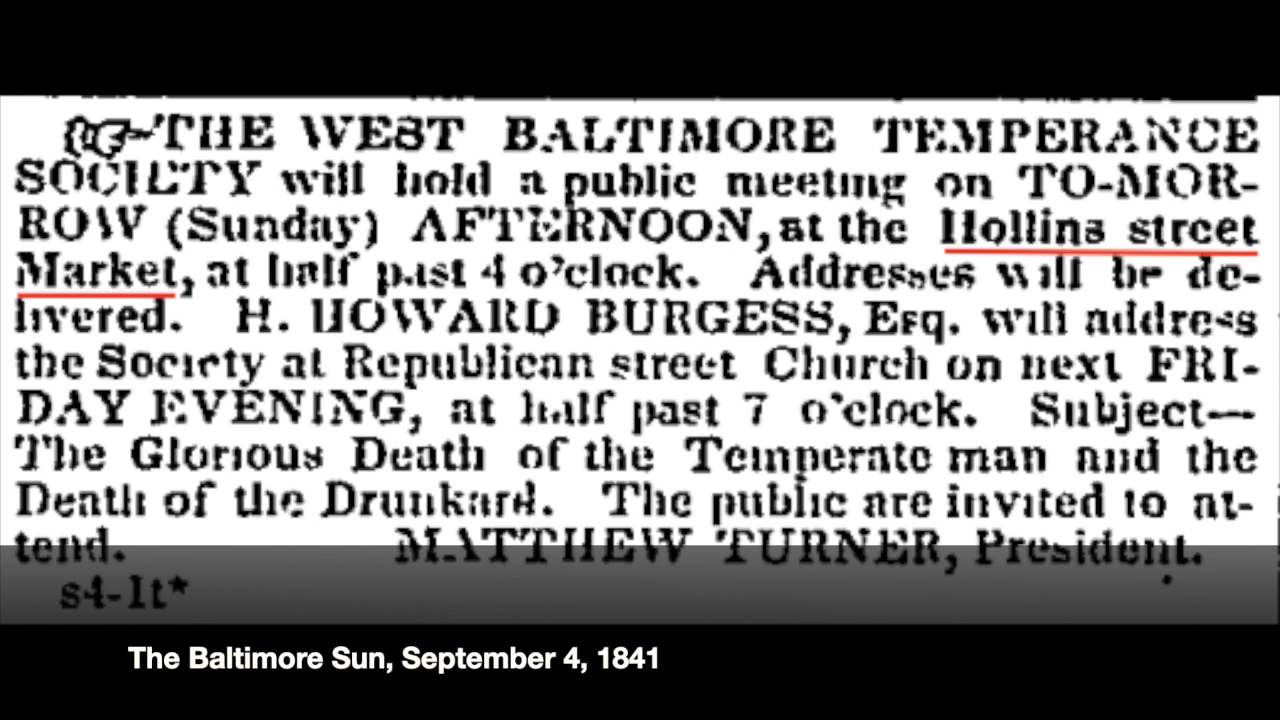 THE WEST BALTIMORE TEMPERANCE
SOCIETY will hold a public meeting on TO-MOR-
ROW (Sunday) AFTERNOON, at the Hollins street
Market, at half past 4 o'clock. Addresses will be de-
livered. H. HOWARD BURGESS, Esq. will address
the Society at Republican street Church on next FRI-
DAY EVENING, at half past 7 o'clock. Subject—
The Glorious Death of the Temperate man and the
Death of the Drunkard. The public are invited to at-
tend. MATTHEW TURNER, President.
s4-1t*
The Baltimore Sun, September 4, 1841